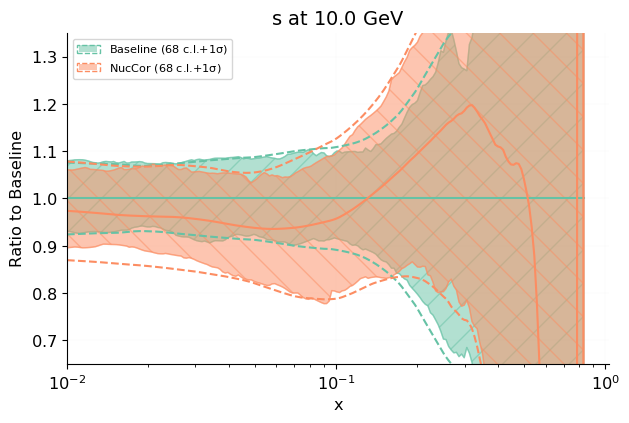 s at 10.0 GeV
Baseline (68 c.l.+1σ)
NucCor (68 c.l.+1σ)
Ratio to Baseline
1.3
1.2
1.1
1.0
0.9
0.8
0.7
10⁻²
10⁻¹
10⁰
x